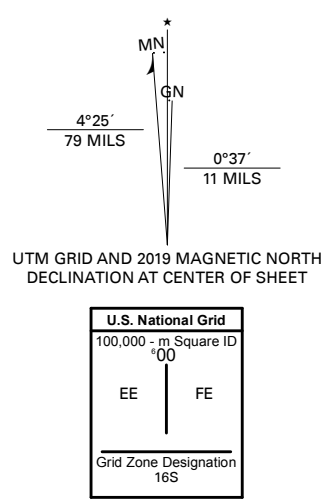 ★
MN
GN
4°25´
79 MILS
0°37´
11 MILS
UTM GRID AND 2019 MAGNETIC NORTH
DECLINATION AT CENTER OF SHEET
U.S. National Grid
100,000 - m Square ID
⁶00
EE FE
Grid Zone Designation
16S